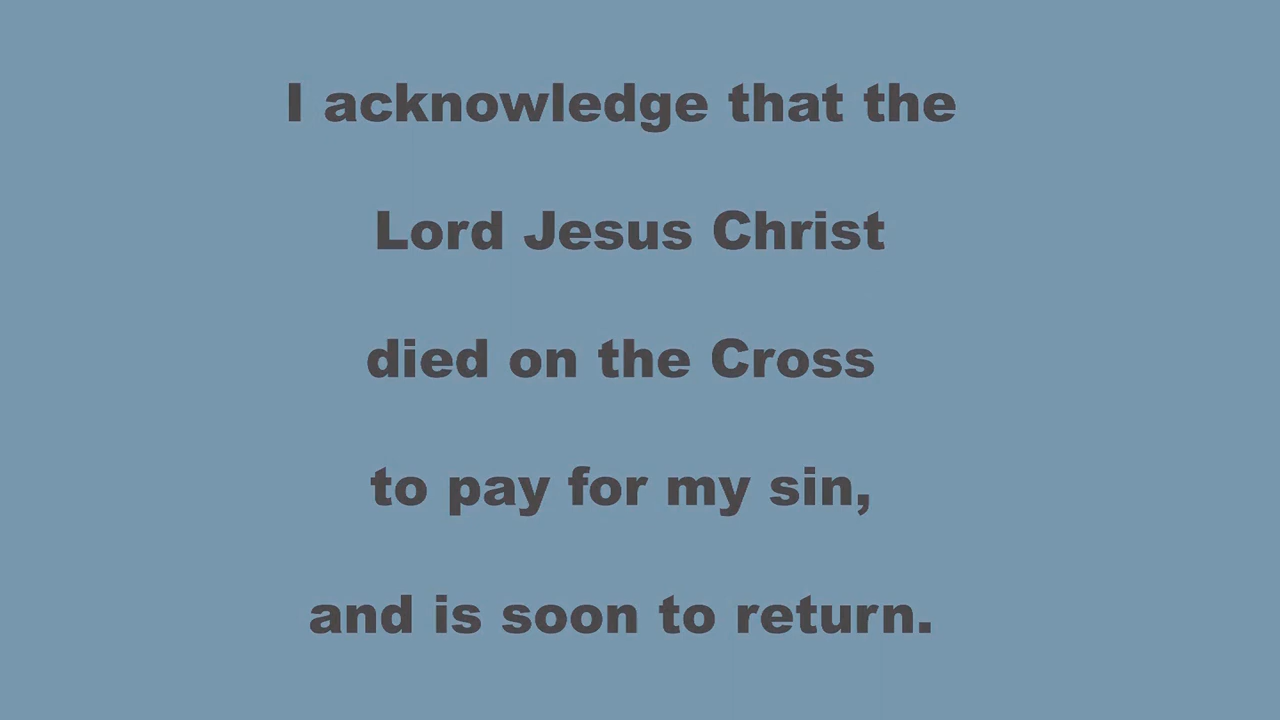 I acknowledge that the
Lord Jesus Christ
died on the Cross
to pay for my sin,
and is soon to return.